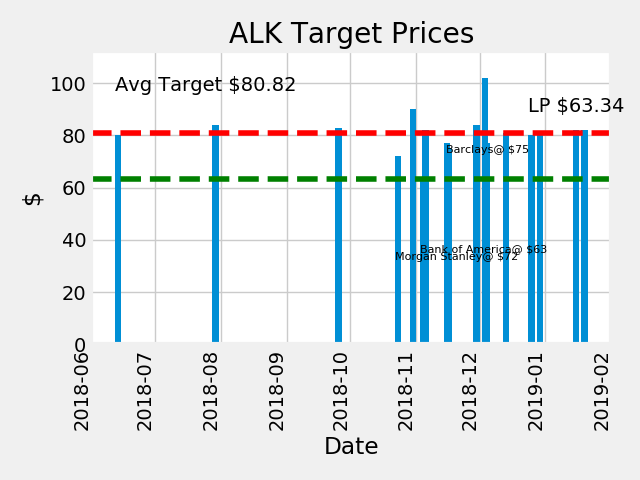 ALK Target Prices
Avg Target $80.82
LP $63.34
Barclays@ $75
Bank of America@ $63
Morgan Stanley@ $72
$
100
80
60
40
20
0
2018-06
2018-07
2018-08
2018-09
2018-10
2018-11
2018-12
2019-01
2019-02
Date